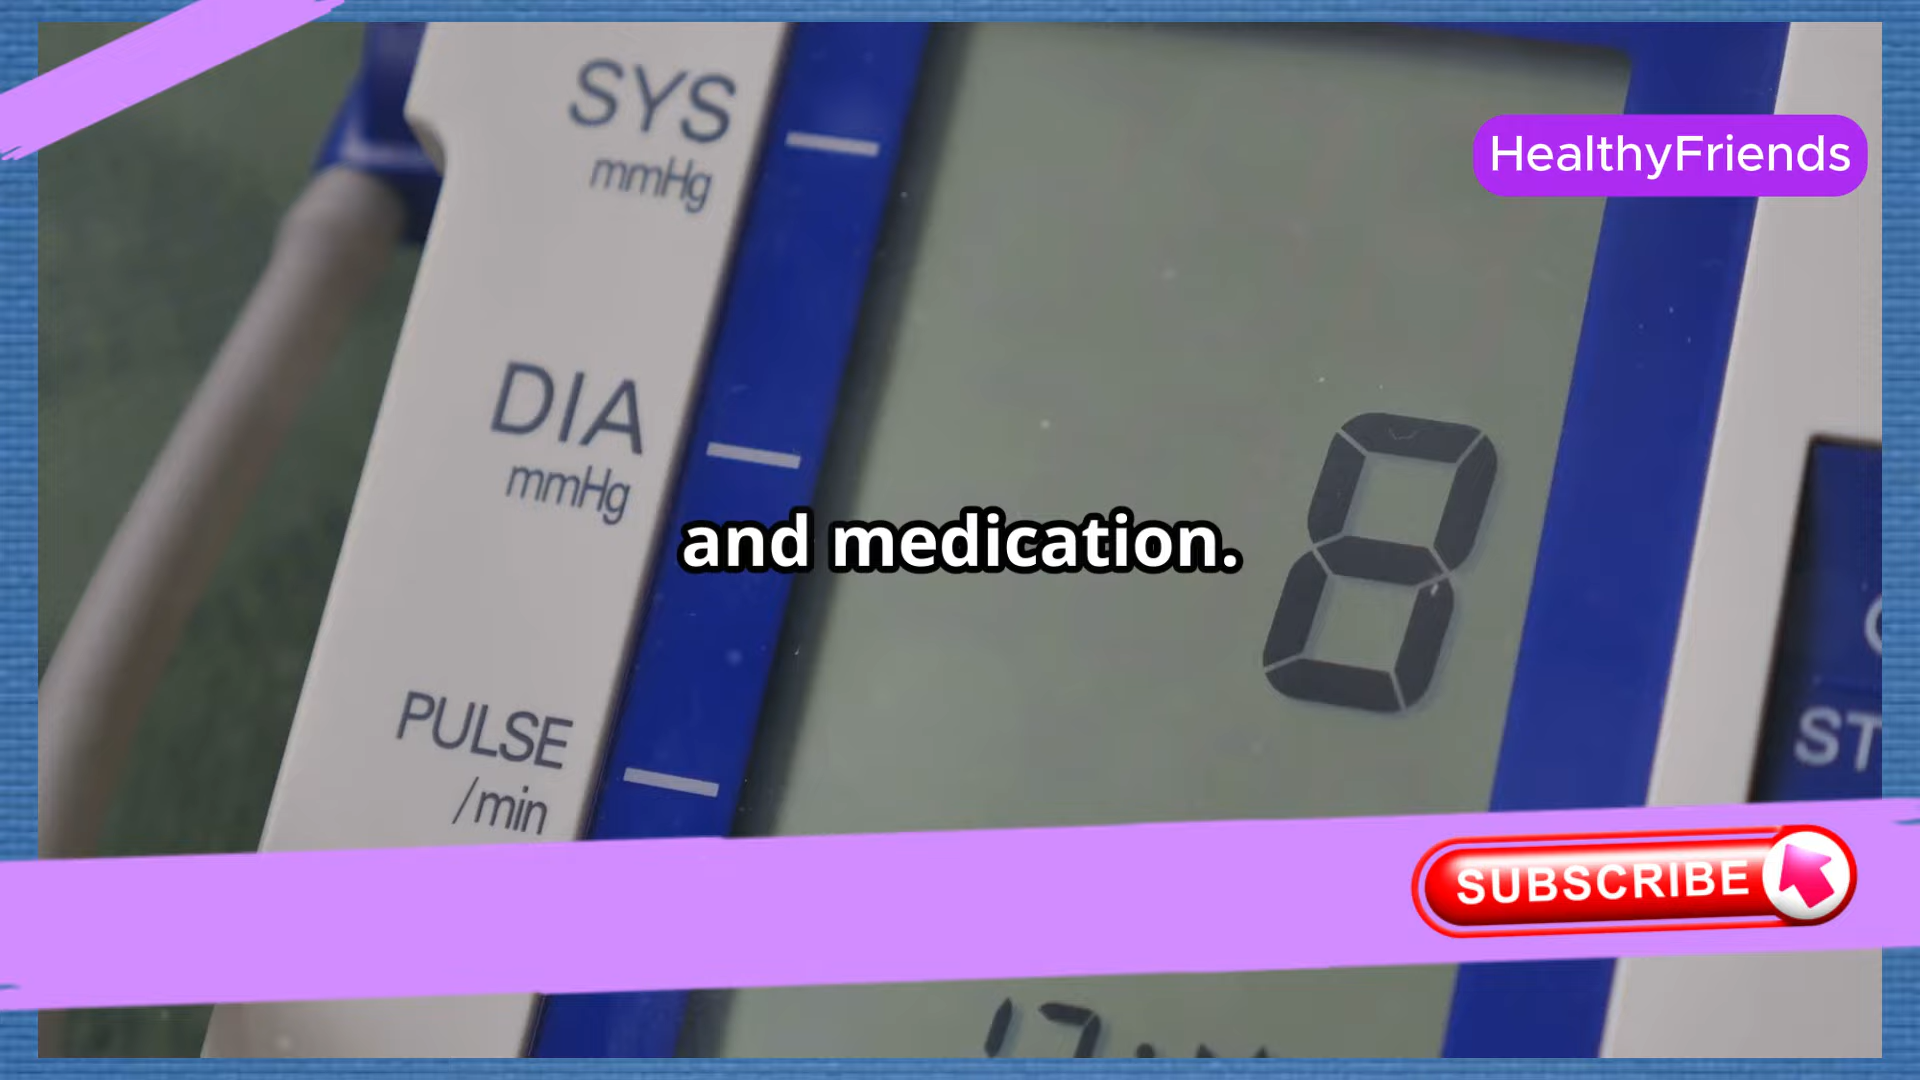 SYS
mmHg
HealthyFriends
DIA
mmHg
8
and medication.
PULSE
/min
SUBSCRIBE